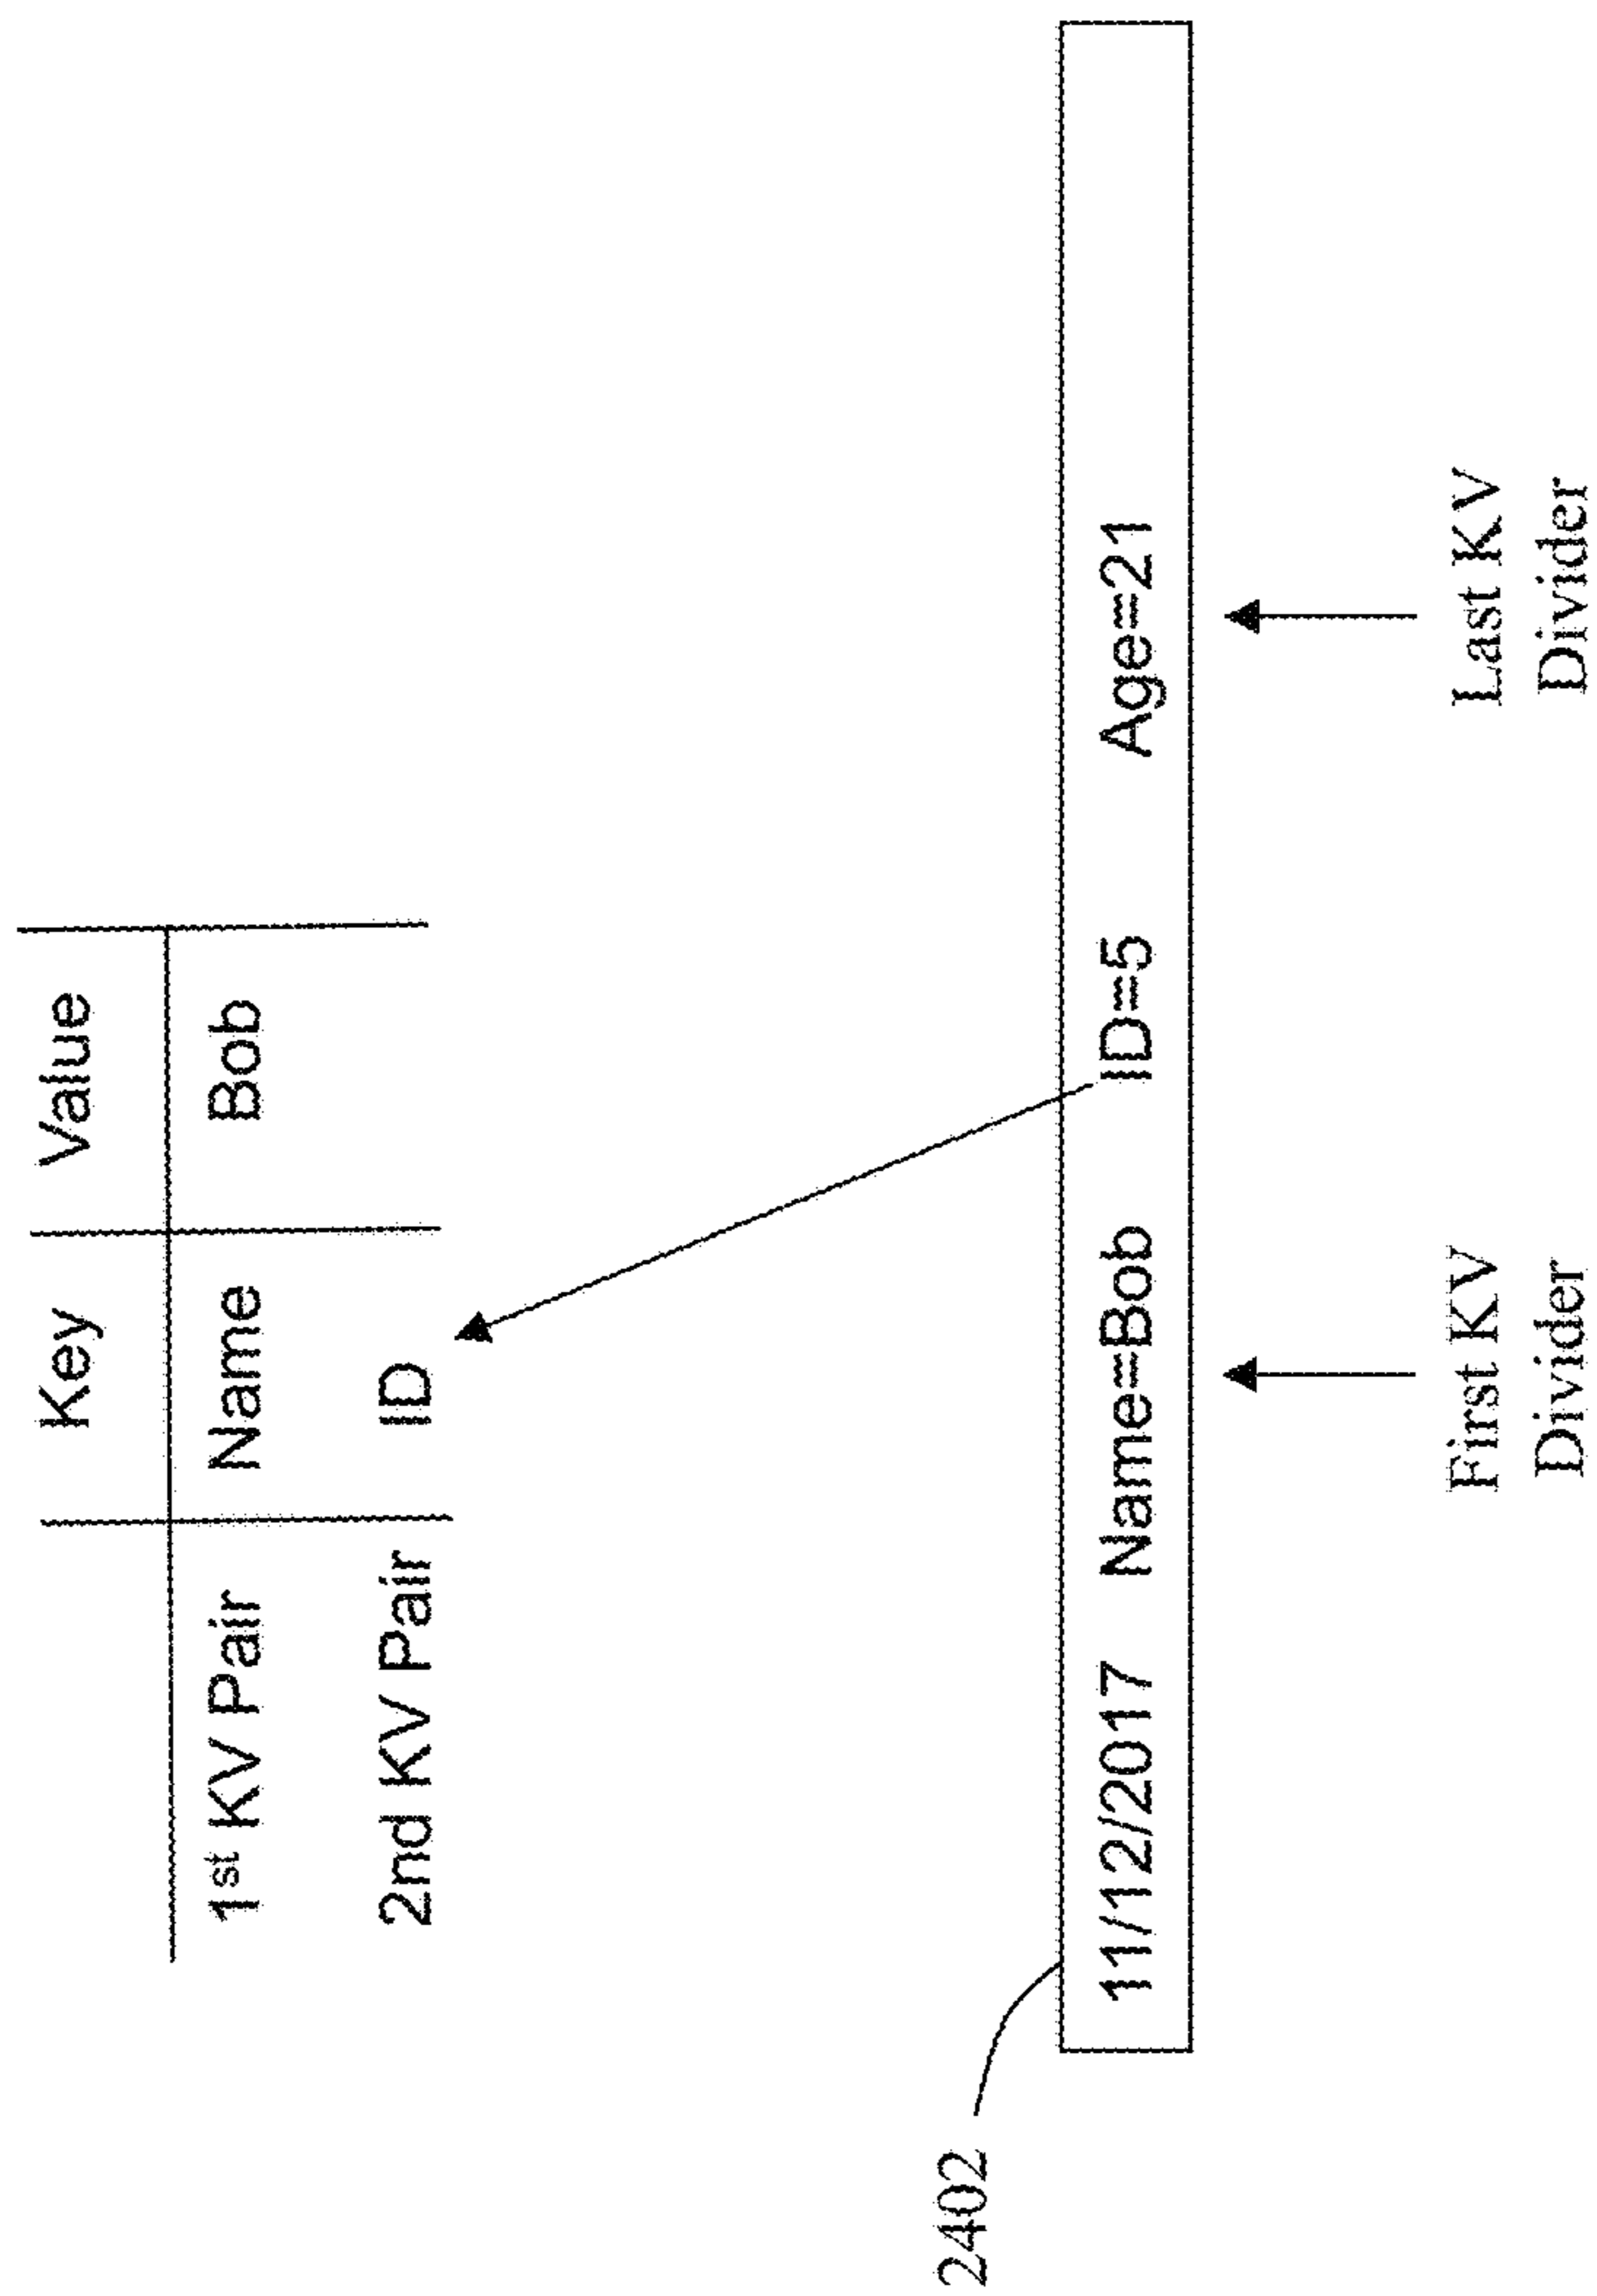 Key Value
1st KV Pair Name Bob
2nd KV Pair ID
2402
11/12/2017 Name=Bob ID=5 Age=21
First KV Last KV
Divider Divider